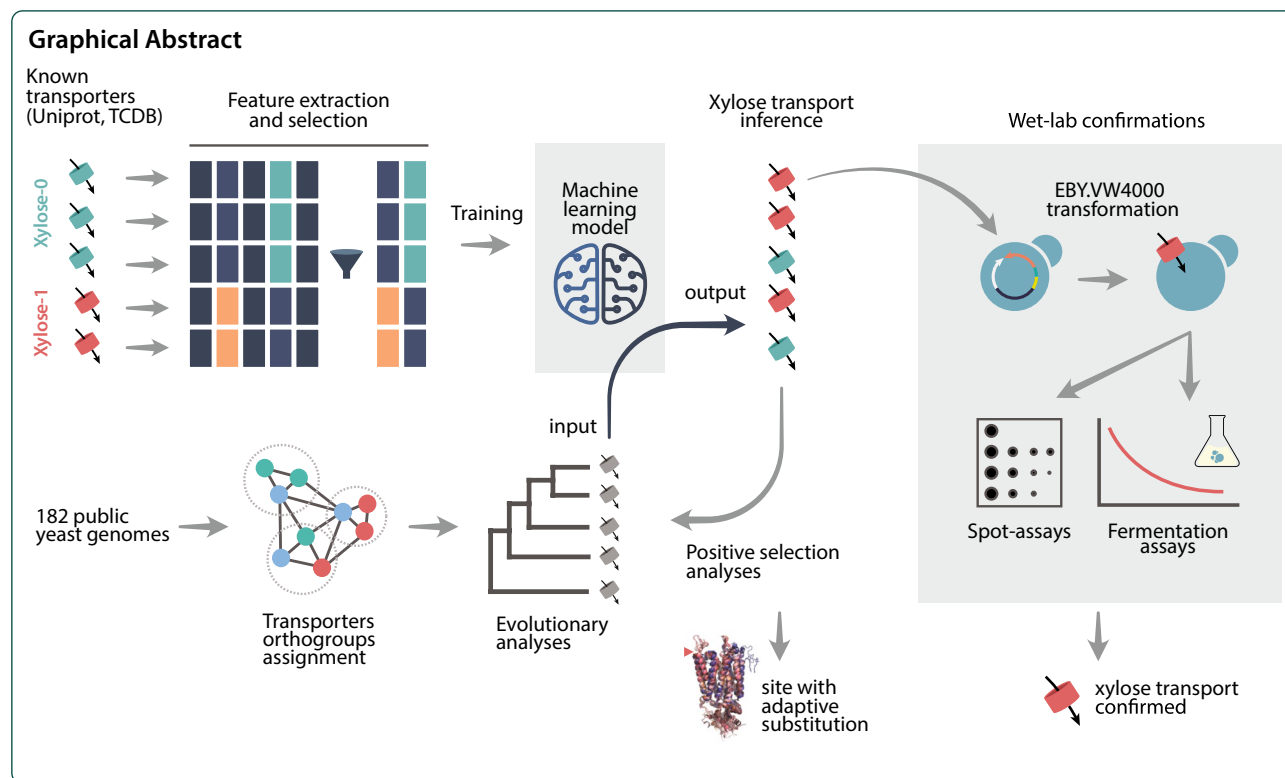 Graphical Abstract
Known
transporters
(Uniprot, TCDB)
Feature extraction
and selection
Xylose-0
Xylose-1
Training
Machine
learning
model
Xylose transport
inference
output
input
Wet-lab confirmations
EBY.VW4000
transformation
Spot-assays
Fermentation
assays
xylose transport
confirmed
182 public
yeast genomes
Transporters
orthogroups
assignment
Evolutionary
analyses
Positive selection
analyses
site with
adaptive
substitution